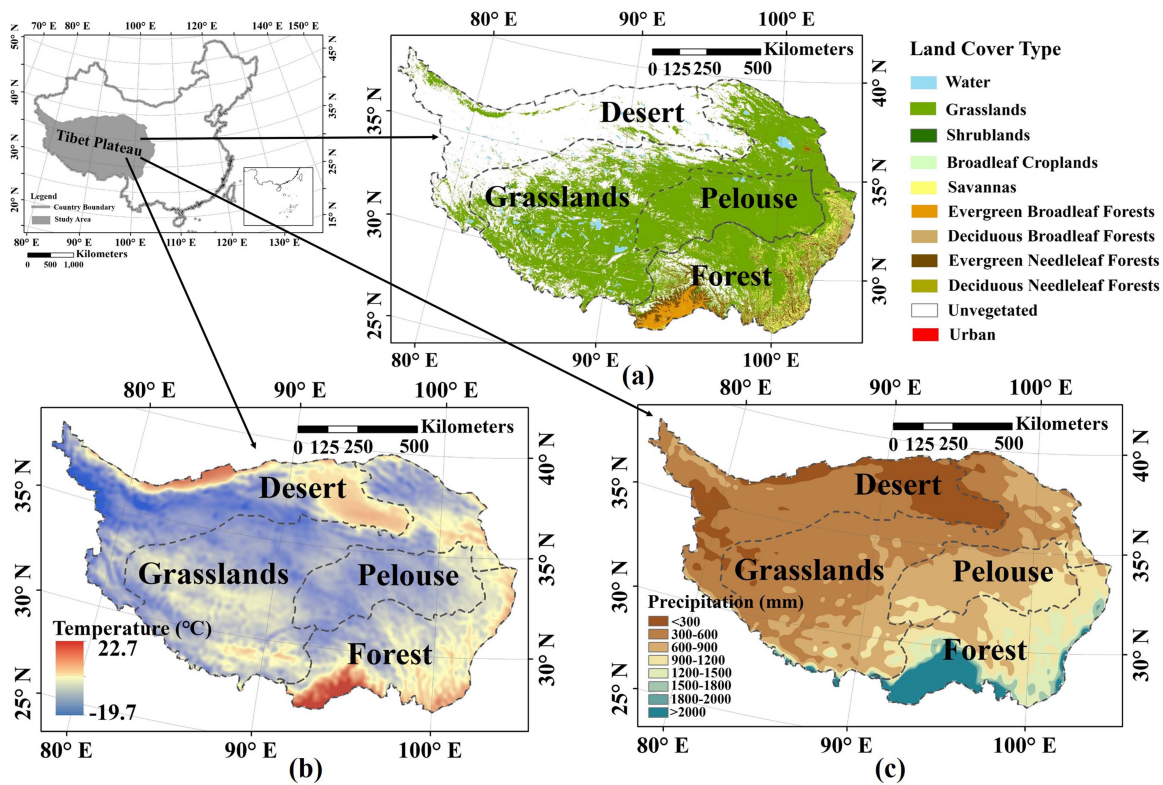 70° E 80° E 90° E 100° E 110° E 120° E 130° E 140° E 150° E
50° N
40° N
30° N
20° N
45° N
35° N
25° N
15° N
Tibet Plateau
Legend
Country Boundary
Study Area
80° E 90° E 100° E 110° E 120° E 130° E
Kilometers
0 500 1,000
80° E 90° E 100° E
Kilometers
0 125 250 500
35° N
30° N
25° N
40° N
35° N
30° N
Desert
Grasslands
Pelouse
Forest
80° E 90° E 100° E
(a)
Land Cover Type
Water
Grasslands
Shrublands
Broadleaf Croplands
Savannas
Evergreen Broadleaf Forests
Deciduous Broadleaf Forests
Evergreen Needleleaf Forests
Deciduous Needleleaf Forests
Unvegetated
Urban
80° E 90° E 100° E
Kilometers
0 125 250 500
35° N
30° N
25° N
40° N
35° N
30° N
Desert
Grasslands
Pelouse
Forest
Temperature (℃)
22.7
-19.7
80° E 90° E 100° E
(b)
80° E 90° E 100° E
Kilometers
0 125 250 500
35° N
30° N
25° N
40° N
35° N
30° N
Desert
Grasslands
Pelouse
Forest
Precipitation (mm)
<300
300-600
600-900
900-1200
1200-1500
1500-1800
1800-2000
>2000
80° E 90° E 100° E
(c)